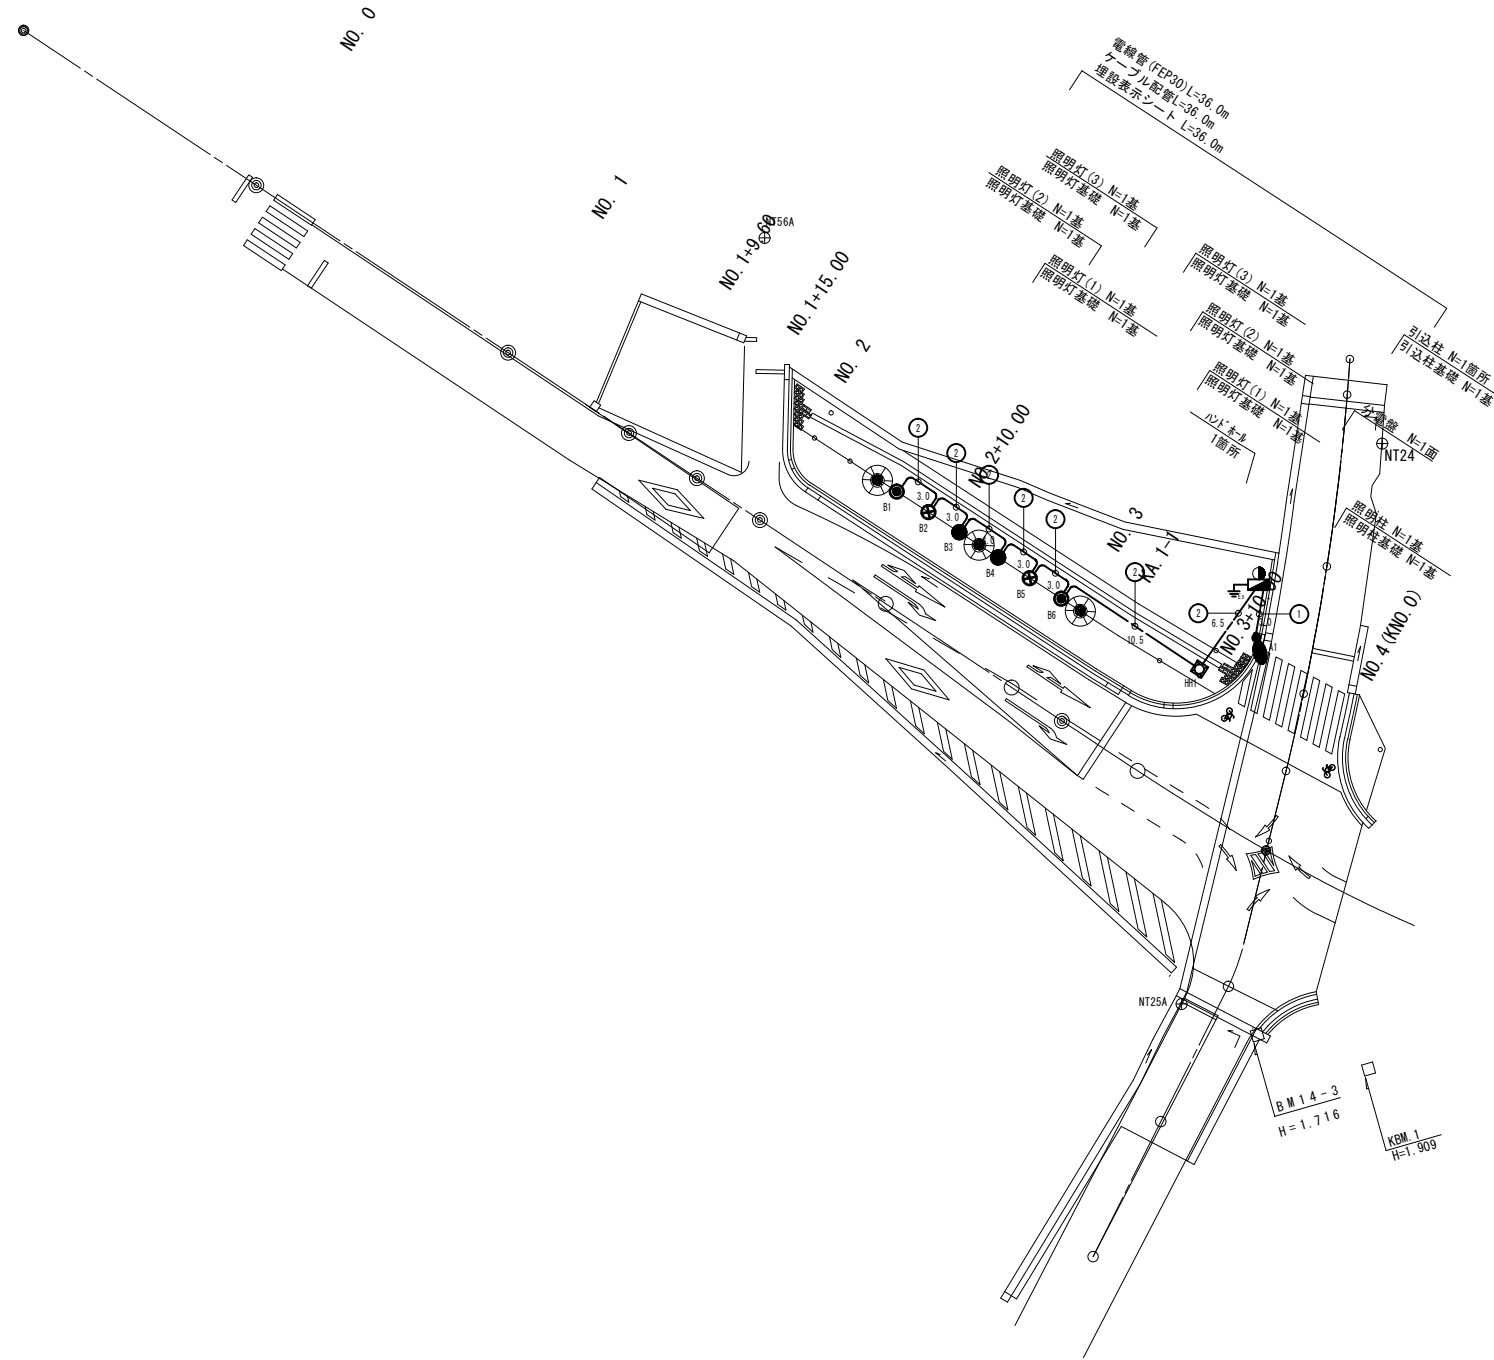 NO. 0
NO. 1
NO. 1+9.60
NO. 1+15.00
NO. 2
NO. 2+10.00
NO. 3
KA.1-1
NO. 4(KNO.0)
電線管(FEP30)L=36.0m
ケーブル配管L=36.0m
埋設表示シート L=36.0m
照明灯(3) N=1基
照明灯基礎 N=1基
照明灯(2) N=1基
照明灯基礎 N=1基
照明灯(1) N=1基
照明灯基礎 N=1基
照明灯(3) N=1基
照明灯基礎 N=1基
照明灯(2) N=1基
照明灯基礎 N=1基
照明灯(1) N=1基
照明灯基礎 N=1基
ハンドホール
1箇所
引込柱 N=1箇所
引込柱基礎 N=1基
分電盤 N=1面
NT24
照明柱 N=1基
照明柱基礎 N=1基
2
2
2
2
2
2
1
3.0
3.0
3.0
3.0
10.5
6.5
B1
B2
B3
B4
B5
B6
HH1
A1
NT25A
BM14-3
H=1.716
KBM.1
H=1.909